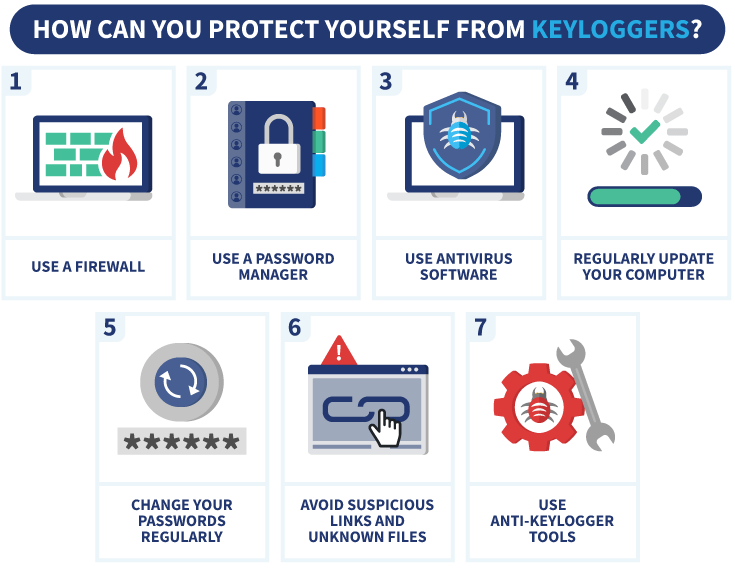 HOW CAN YOU PROTECT YOURSELF FROM KEYLOGGERS?
1
USE A FIREWALL
2
******
USE A PASSWORD
MANAGER
3
USE ANTIVIRUS
SOFTWARE
4
REGULARLY UPDATE
YOUR COMPUTER
5
******
CHANGE YOUR
PASSWORDS
REGULARLY
6
!
AVOID SUSPICIOUS
LINKS AND
UNKNOWN FILES
7
USE
ANTI-KEYLOGGER
TOOLS